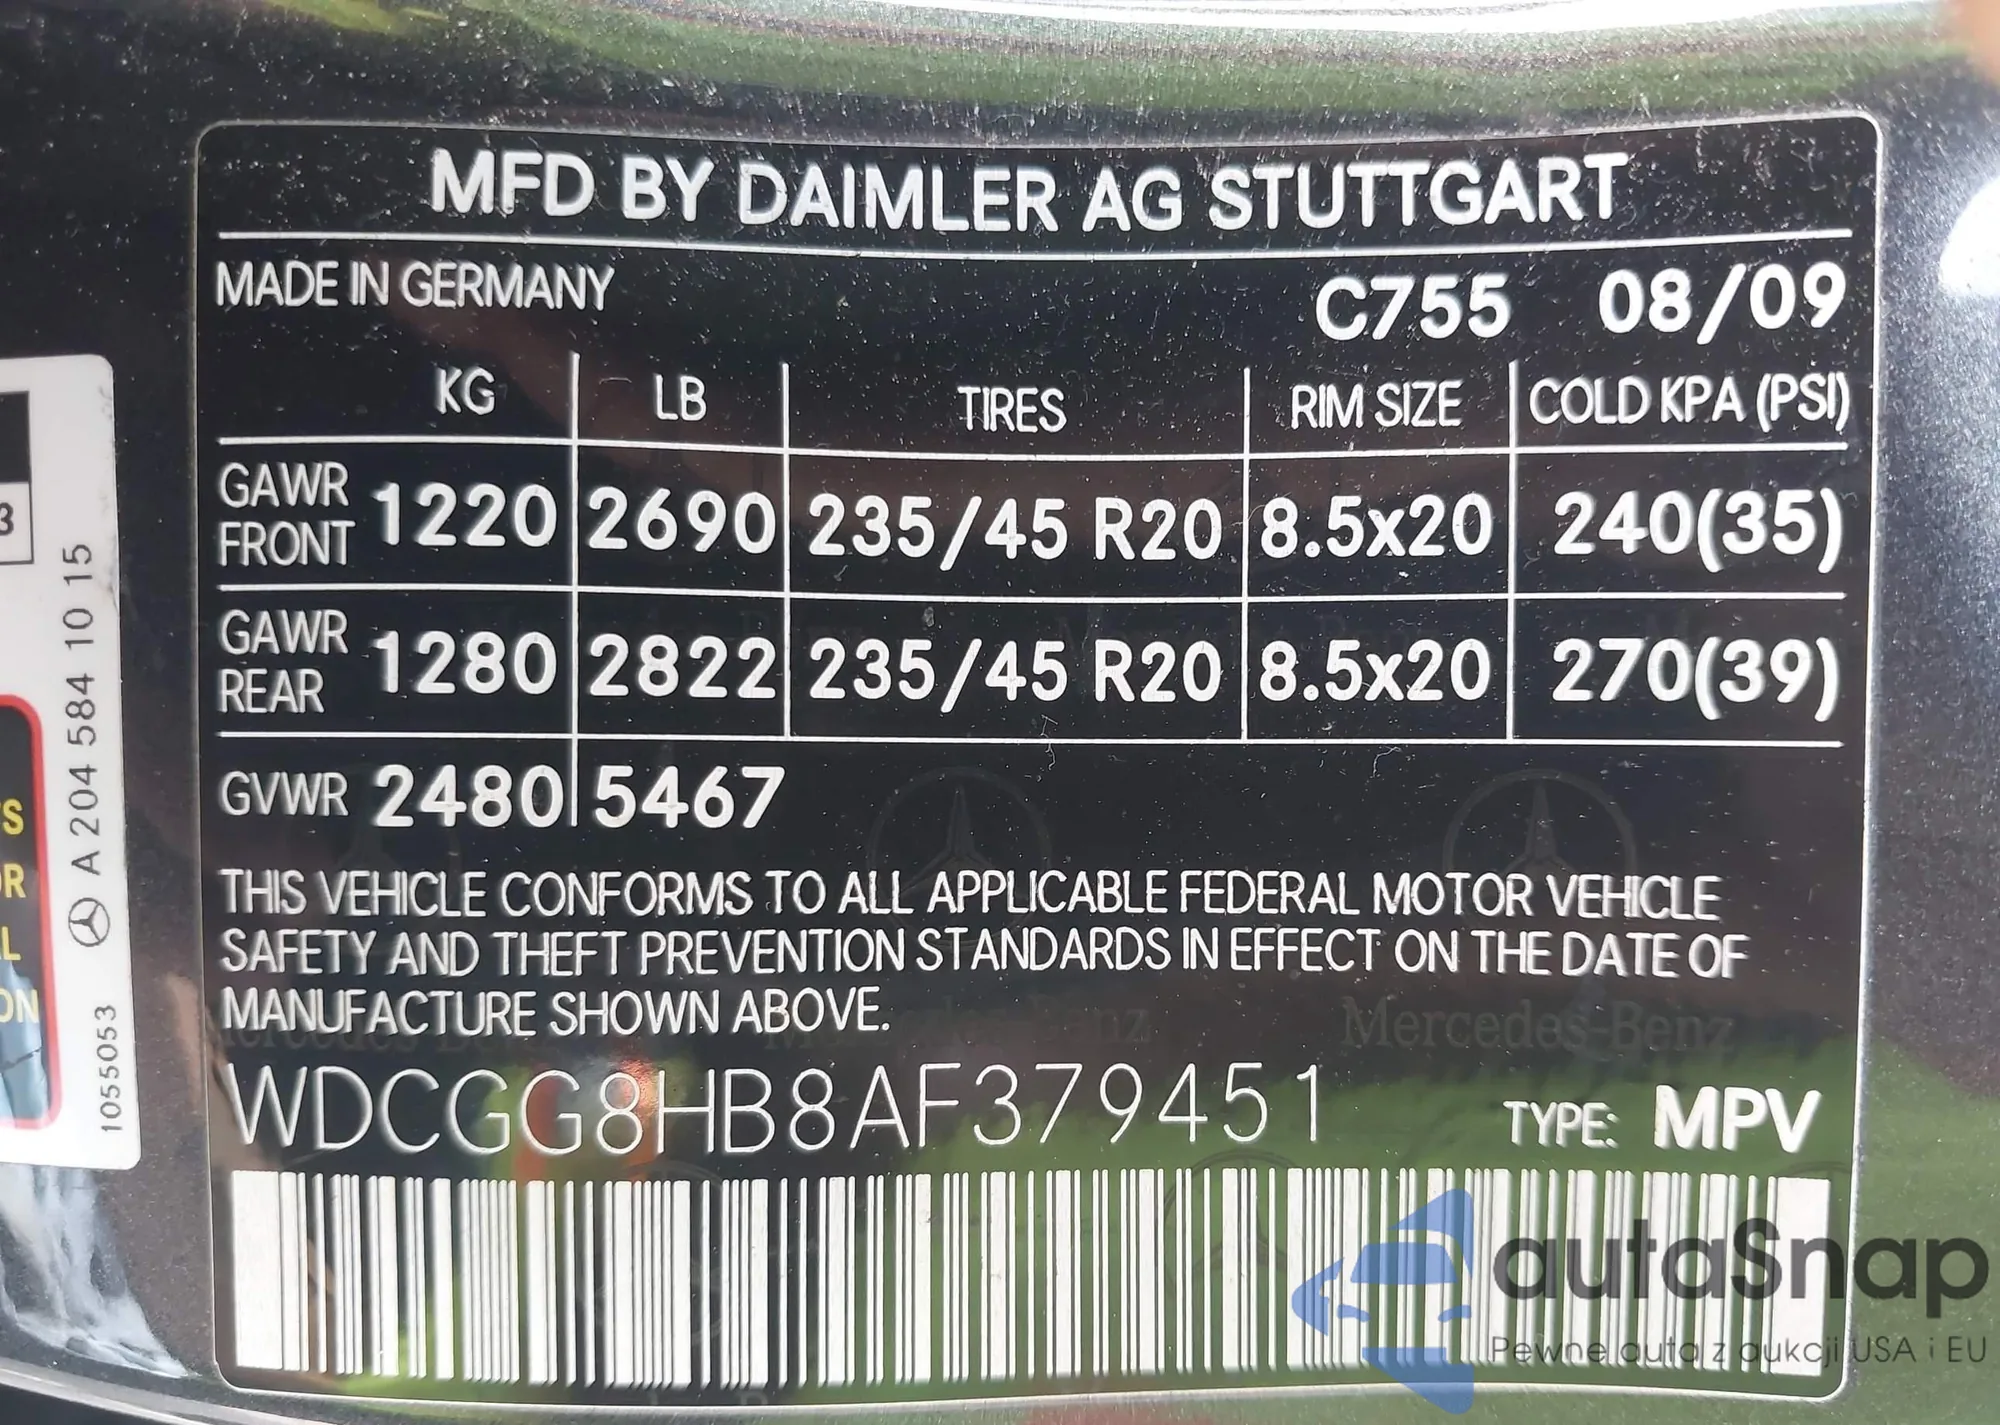 MFD BY DAIMLER AG STUTTGART
MADE IN GERMANY C755 08/09
KG LB TIRES RIM SIZE COLD KPA (PSI)
GAWR FRONT 1220 2690 235/45 R20 8.5x20 240(35)
GAWR REAR 1280 2822 235/45 R20 8.5x20 270(39)
GVWR 2480 5467
THIS VEHICLE CONFORMS TO ALL APPLICABLE FEDERAL MOTOR VEHICLE
SAFETY AND THEFT PREVENTION STANDARDS IN EFFECT ON THE DATE OF
MANUFACTURE SHOWN ABOVE.
Mercedes-Benz
WDCGG8HB8AF379451 TYPE: MPV
A 204 584 10 15
1055053
3
autaSnap
Pewne auta z aukcji USA i EU